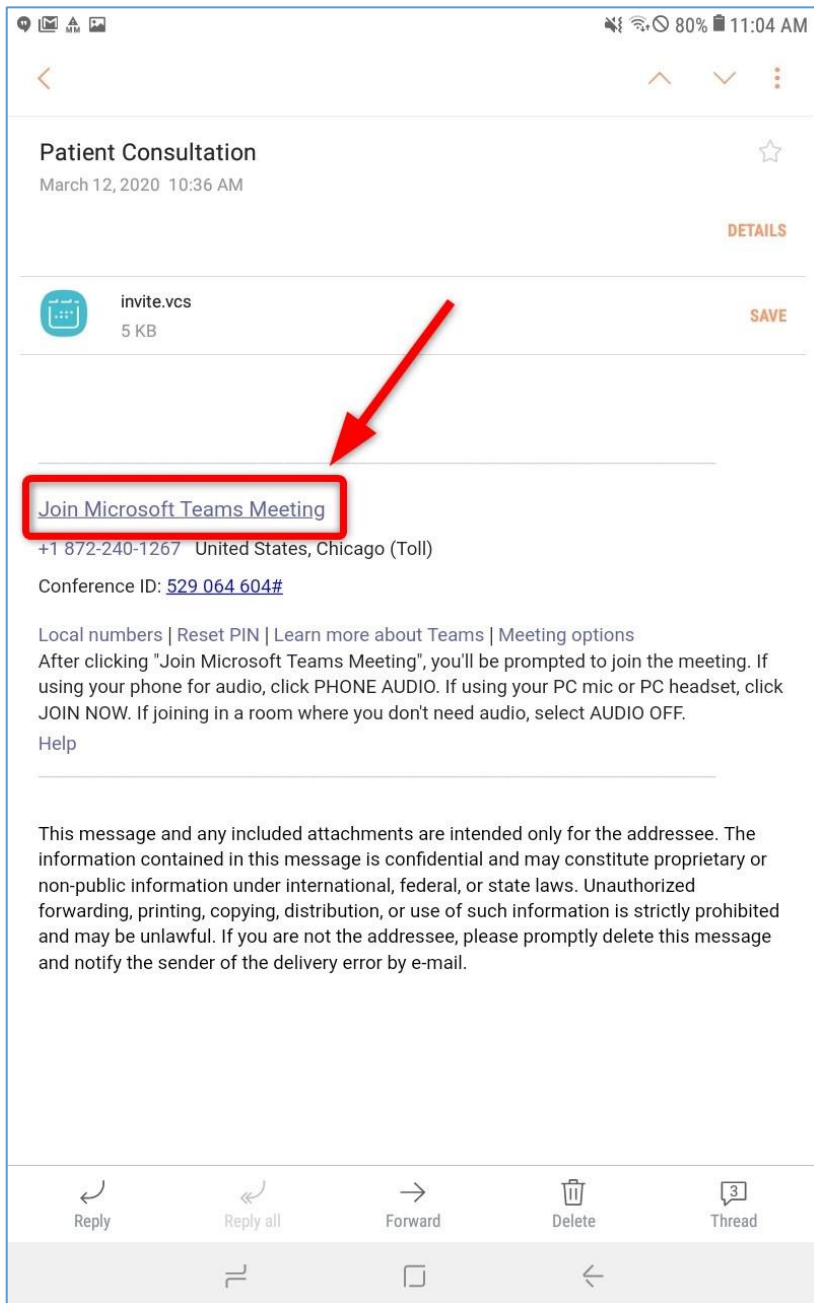 80% 11:04 AM
Patient Consultation
March 12, 2020 10:36 AM
DETAILS
invite.vcs
5 KB
SAVE
Join Microsoft Teams Meeting
+1 872-240-1267 United States, Chicago (Toll)
Conference ID: 529 064 604#
Local numbers | Reset PIN | Learn more about Teams | Meeting options
After clicking "Join Microsoft Teams Meeting", you'll be prompted to join the meeting. If
using your phone for audio, click PHONE AUDIO. If using your PC mic or PC headset, click
JOIN NOW. If joining in a room where you don't need audio, select AUDIO OFF.
Help
This message and any included attachments are intended only for the addressee. The
information contained in this message is confidential and may constitute proprietary or
non-public information under international, federal, or state laws. Unauthorized
forwarding, printing, copying, distribution, or use of such information is strictly prohibited
and may be unlawful. If you are not the addressee, please promptly delete this message
and notify the sender of the delivery error by e-mail.
3
Reply Reply all Forward Delete Thread